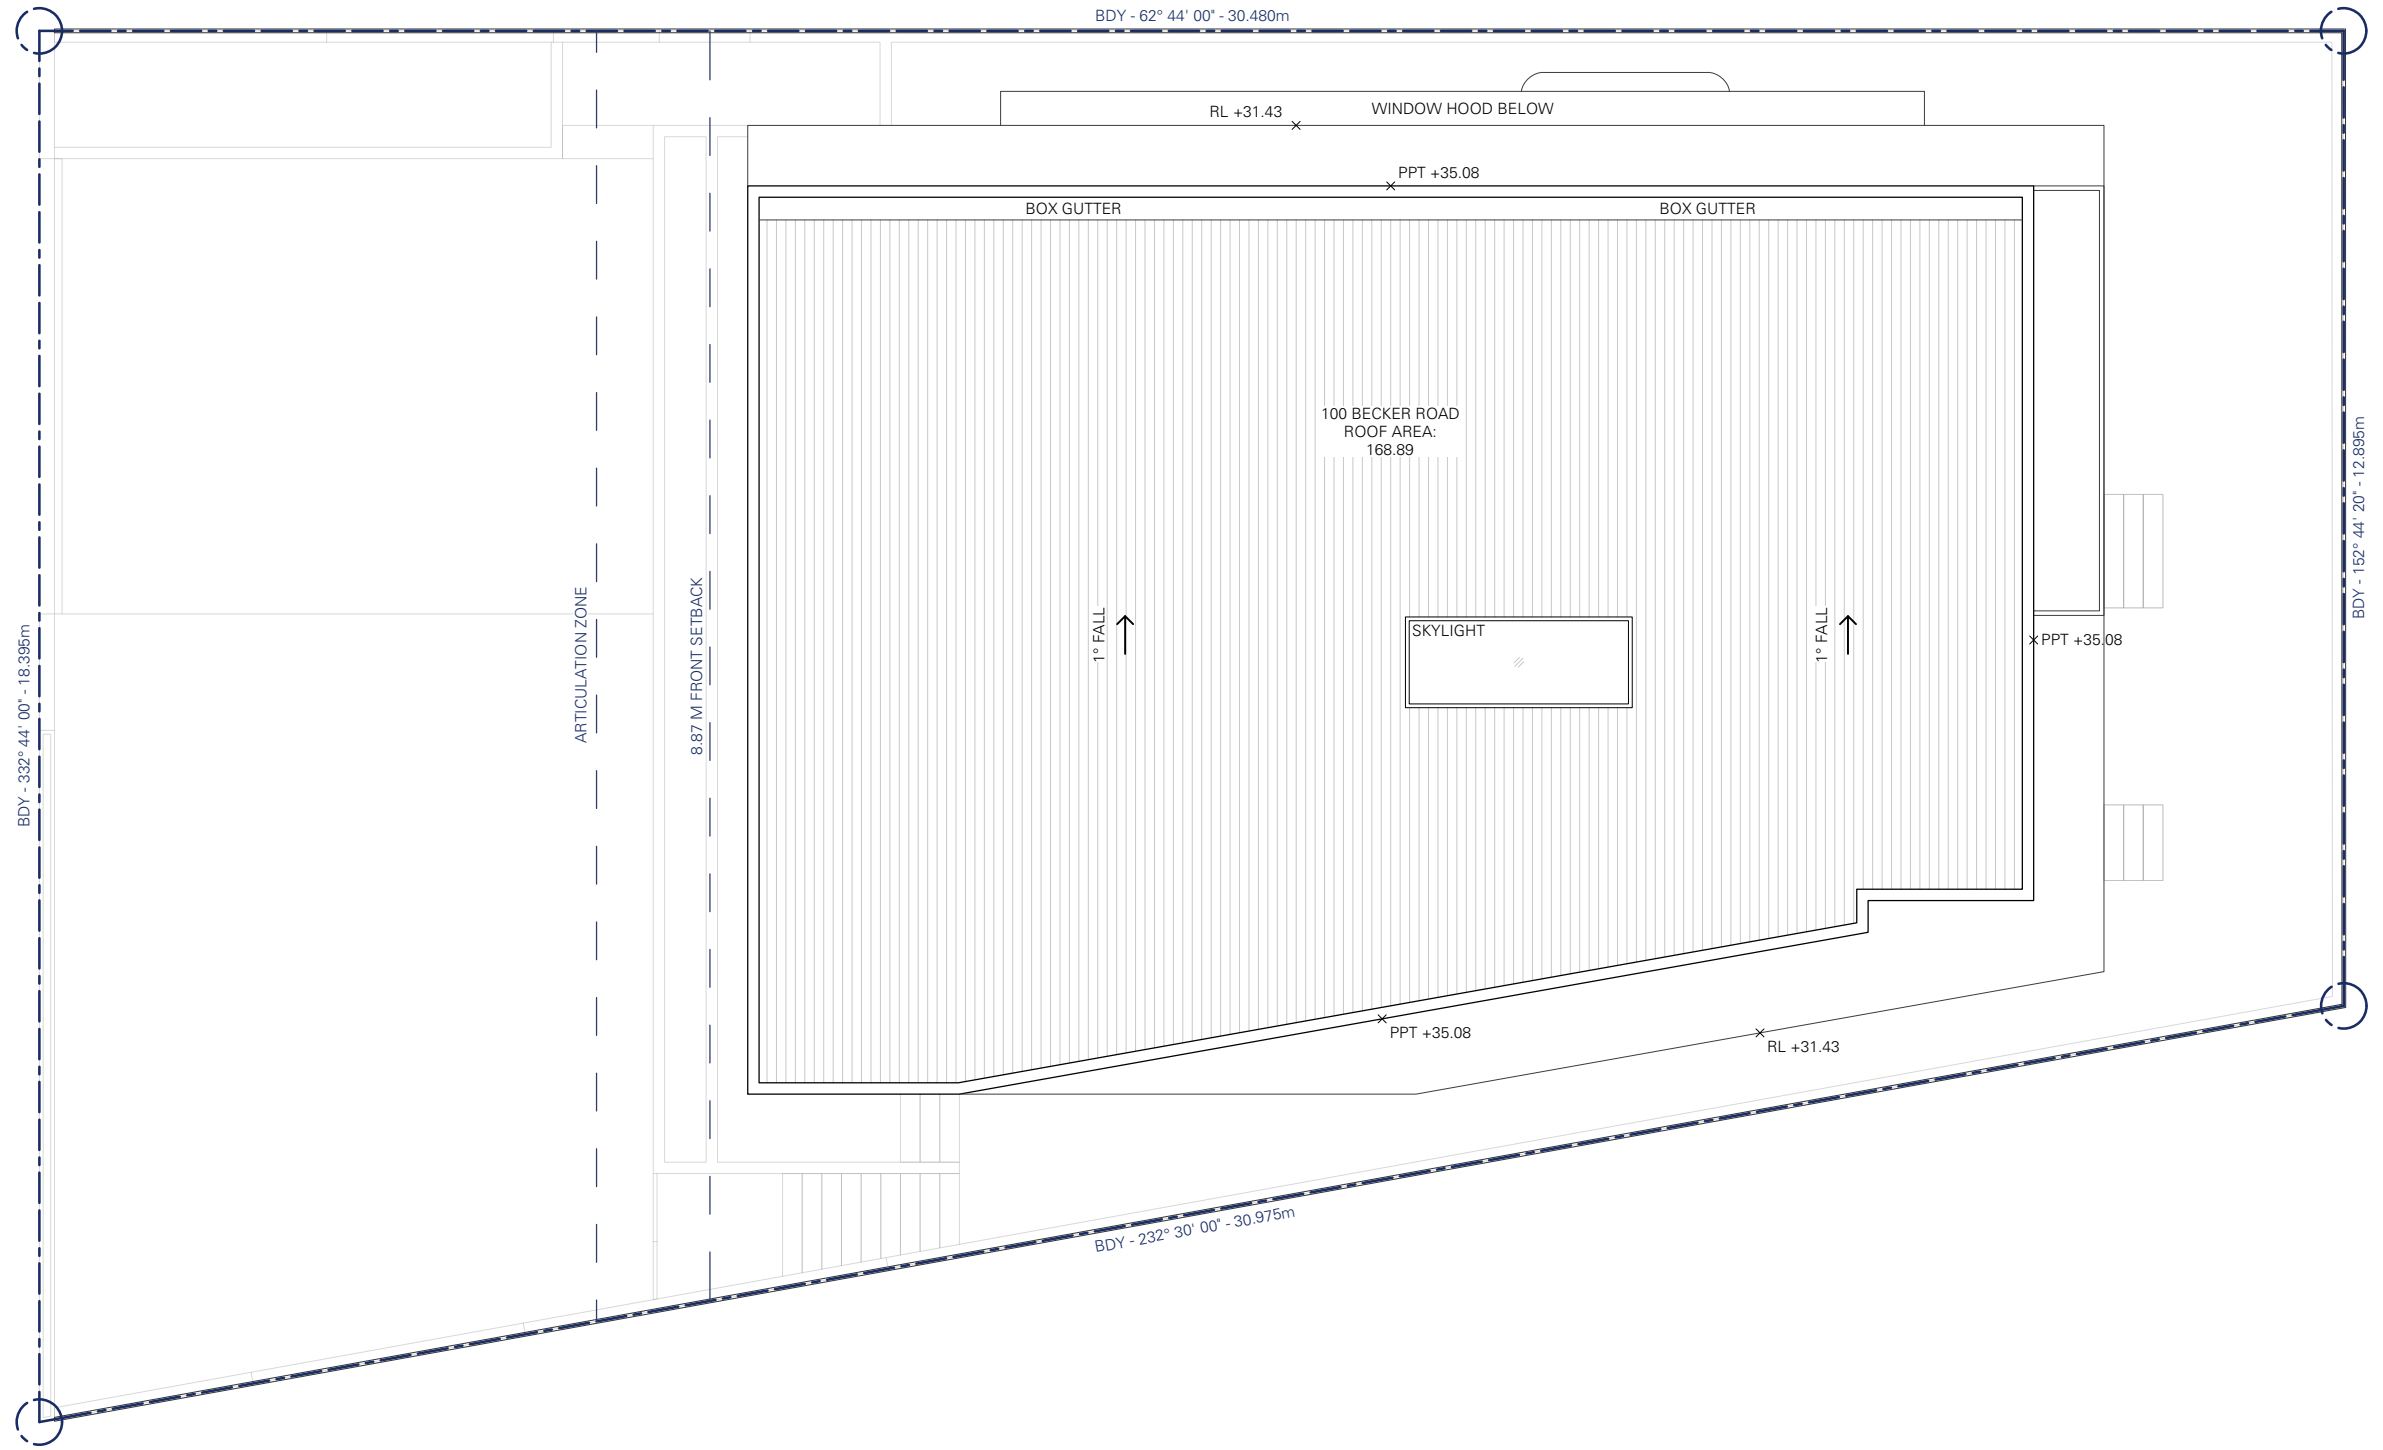 BDY - 62° 44' 00" - 30.480m
RL +31.43
WINDOW HOOD BELOW
PPT +35.08
BOX GUTTER
BOX GUTTER
100 BECKER ROAD
ROOF AREA:
168.89
BDY - 152° 44' 20" - 12.895m
BDY - 332° 44' 00" - 18.395m
ARTICULATION ZONE
8.87 M FRONT SETBACK
1° FALL
SKYLIGHT
1° FALL
PPT +35.08
PPT +35.08
RL +31.43
BDY - 232° 30' 00" - 30.975m